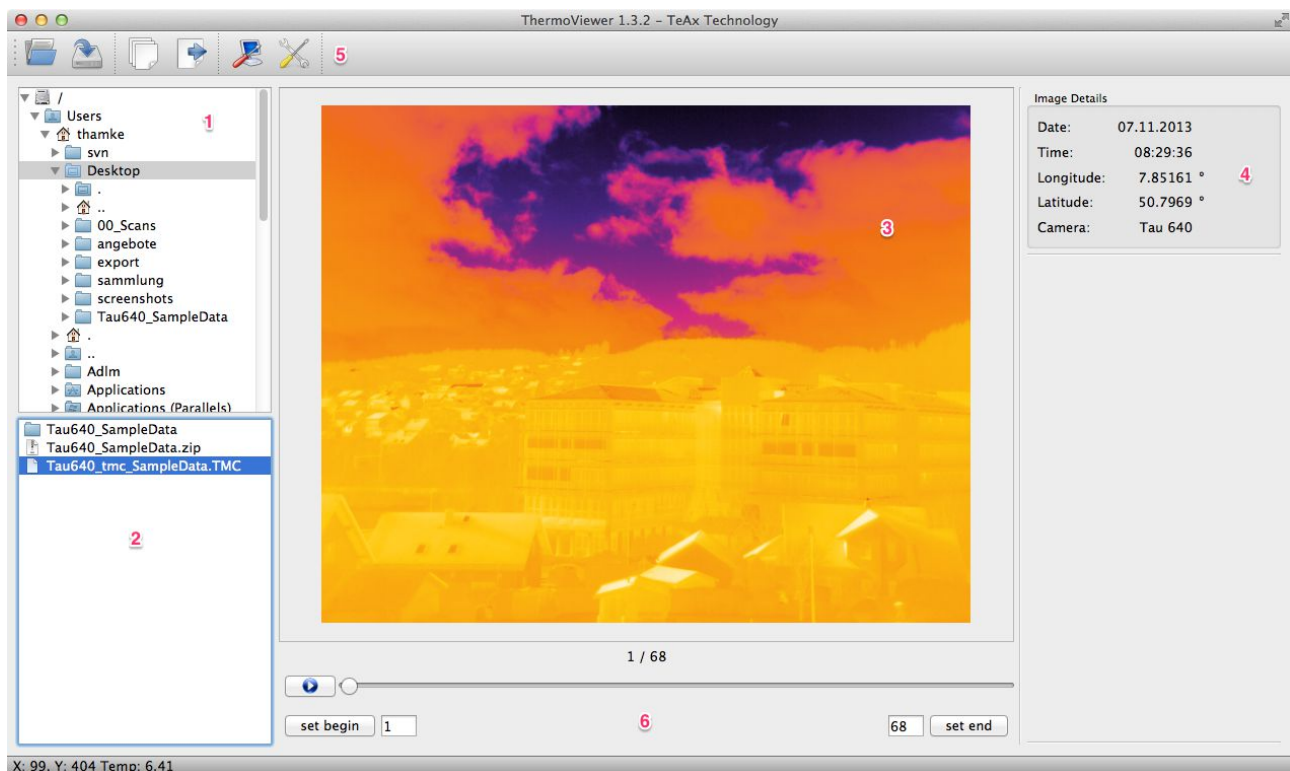 ThermoViewer 1.3.2 – TeAx Technology
5
/
Users
1
thamke
svn
Desktop
.
..
00_Scans
angebote
export
sammlung
screenshots
Tau640_SampleData
.
..
Adlm
Applications
Applications (Parallels)
Tau640_SampleData
Tau640_SampleData.zip
Tau640_tmc_SampleData.TMC
2
3
1 / 68
set begin 1
6
68 set end
Image Details
Date: 07.11.2013
Time: 08:29:36
Longitude: 7.85161 °
4
Latitude: 50.7969 °
Camera: Tau 640
X: 99, Y: 404 Temp: 6.41